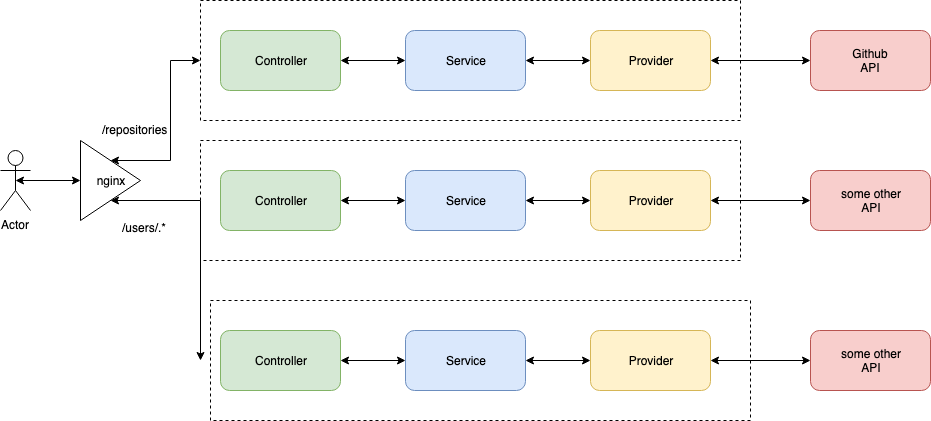 Controller
Service
Provider
Github
API
/repositories
nginx
Actor
/users/.*
Controller
Service
Provider
some other
API
Controller
Service
Provider
some other
API